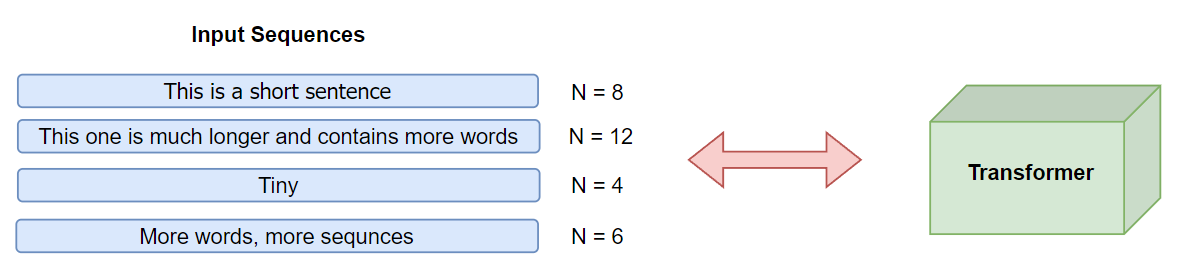 Input Sequences
This is a short sentence N = 8
This one is much longer and contains more words N = 12
Tiny N = 4
More words, more sequnces N = 6
Transformer